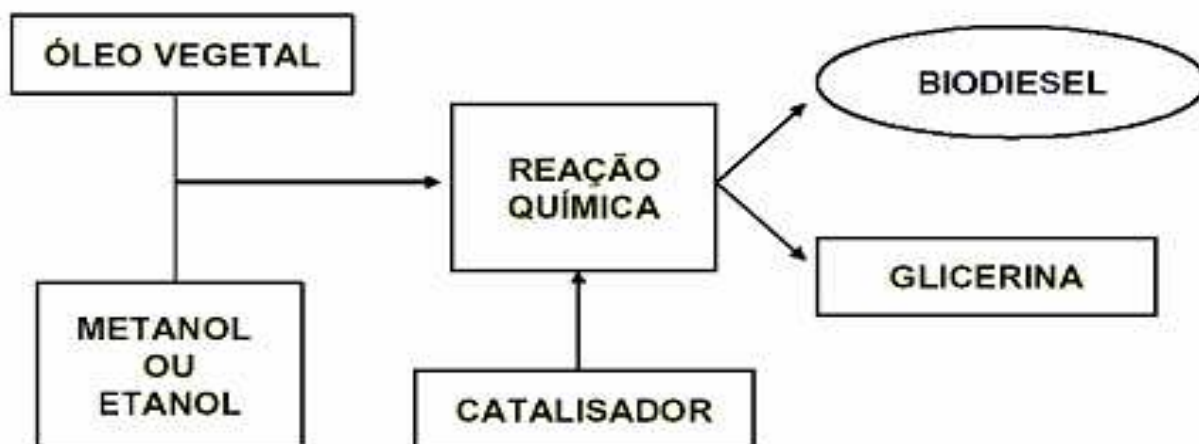 ÓLEO VEGETAL
METANOL
OU
ETANOL
REAÇÃO
QUÍMICA
CATALISADOR
BIODIESEL
GLICERINA